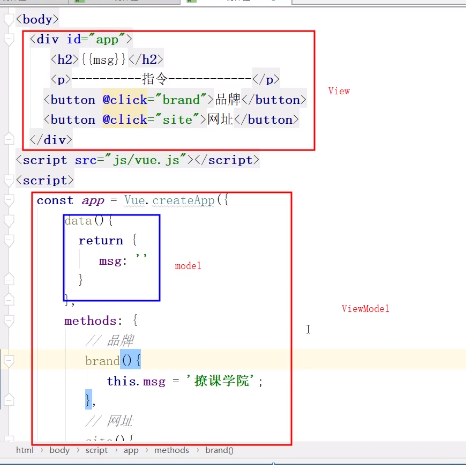 <body>
<div id="app">
<h2>{{msg}}</h2>
<p>----------指令------------</p>
<button @click="brand">品牌</button>
View
<button @click="site">网址</button>
</div>
<script src="js/vue.js"></script>
<script>
const app = Vue.createApp({
data(){
return {
msg: ''
model
}
},
ViewModel
methods: {
// 品牌
brand(){
this.msg = '撩课学院';
},
// 网址
site(){
html › body › script › app › methods › brand()